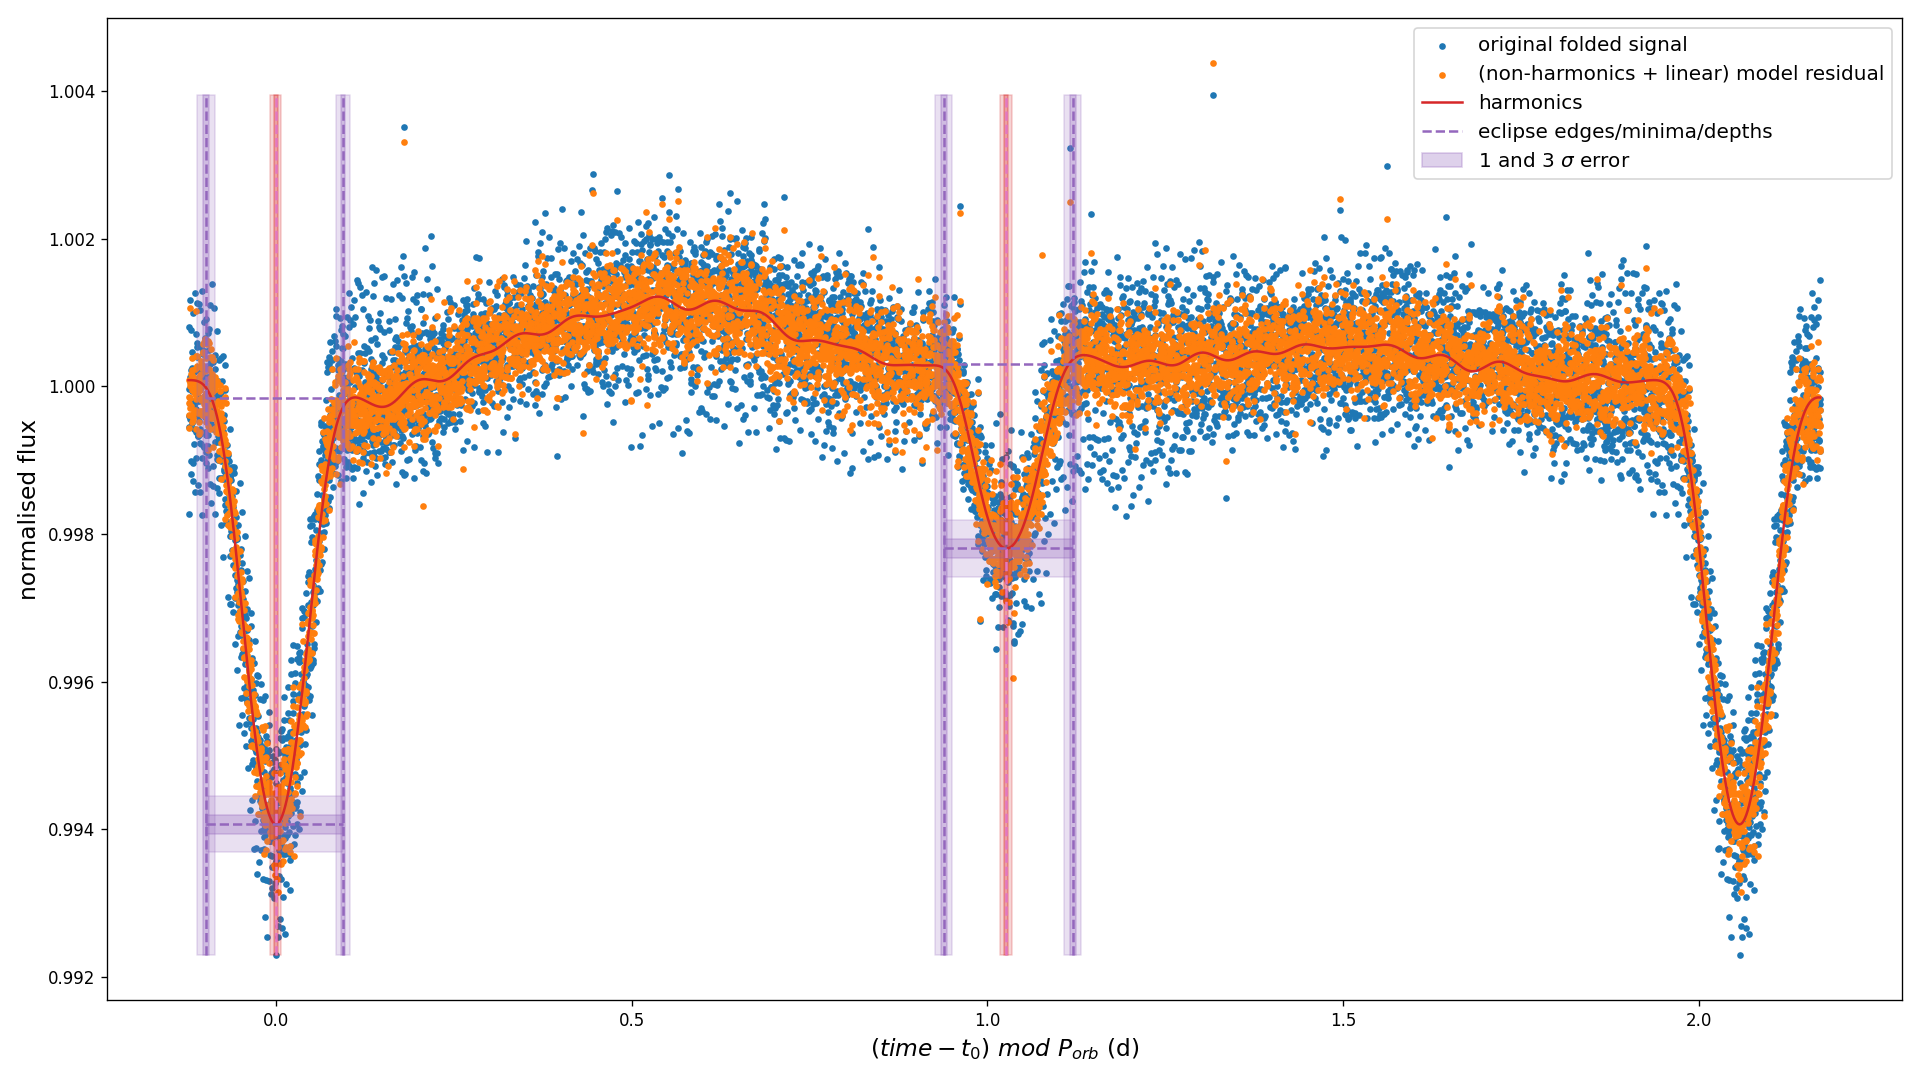 original folded signal
(non-harmonics + linear) model residual
harmonics
eclipse edges/minima/depths
1 and 3 σ error
normalised flux
1.004
1.002
1.000
0.998
0.996
0.994
0.992
0.0 0.5 1.0 1.5 2.0
(time − t₀) mod Pₒᵣb (d)